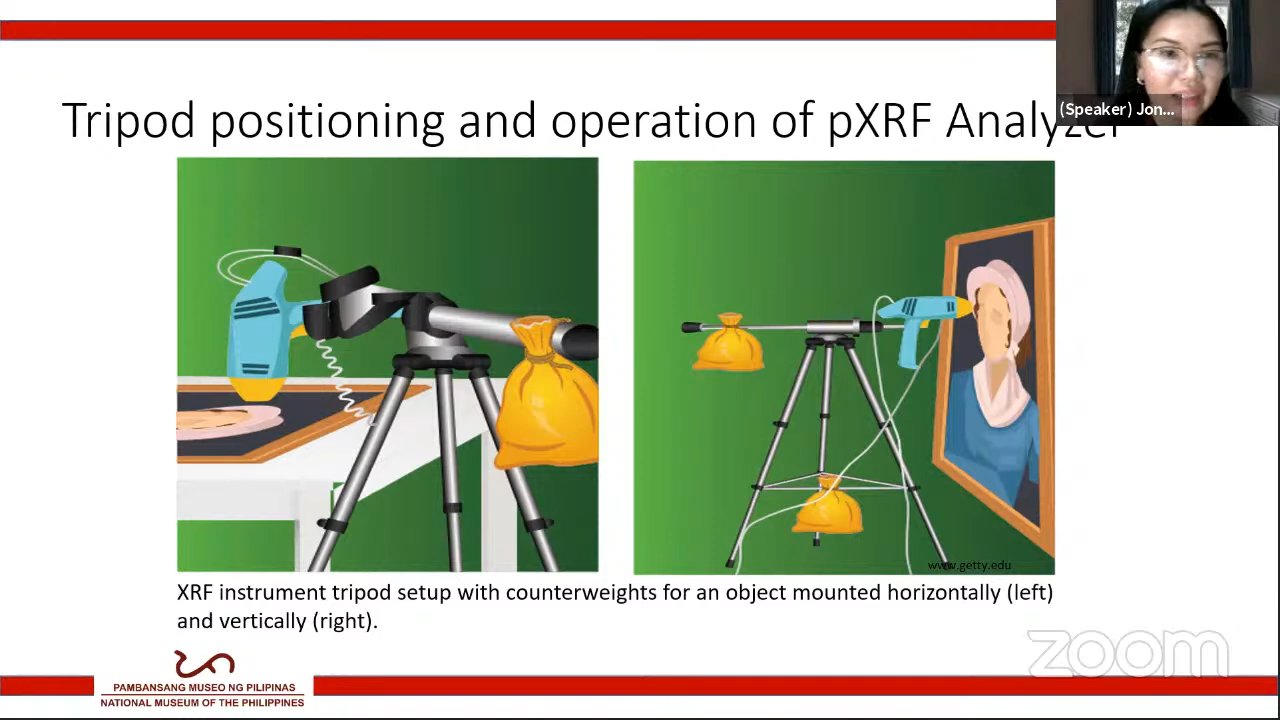 (Speaker) Jon...
Tripod positioning and operation of pXRF Analyzer
www.getty.edu
XRF instrument tripod setup with counterweights for an object mounted horizontally (left)
and vertically (right).
zoom
PAMBANSANG MUSEO NG PILIPINAS
NATIONAL MUSEUM OF THE PHILIPPINES